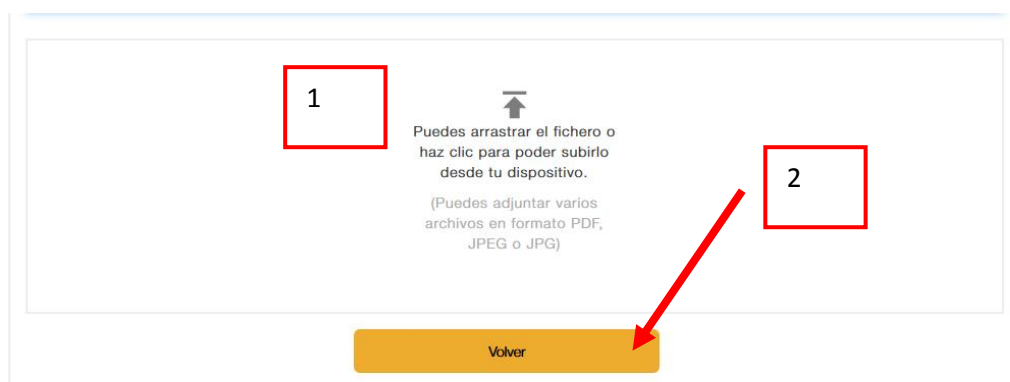 1
Puedes arrastrar el fichero o
haz clic para poder subirlo
desde tu dispositivo.
2
(Puedes adjuntar varios
archivos en formato PDF,
JPEG o JPG)
Volver